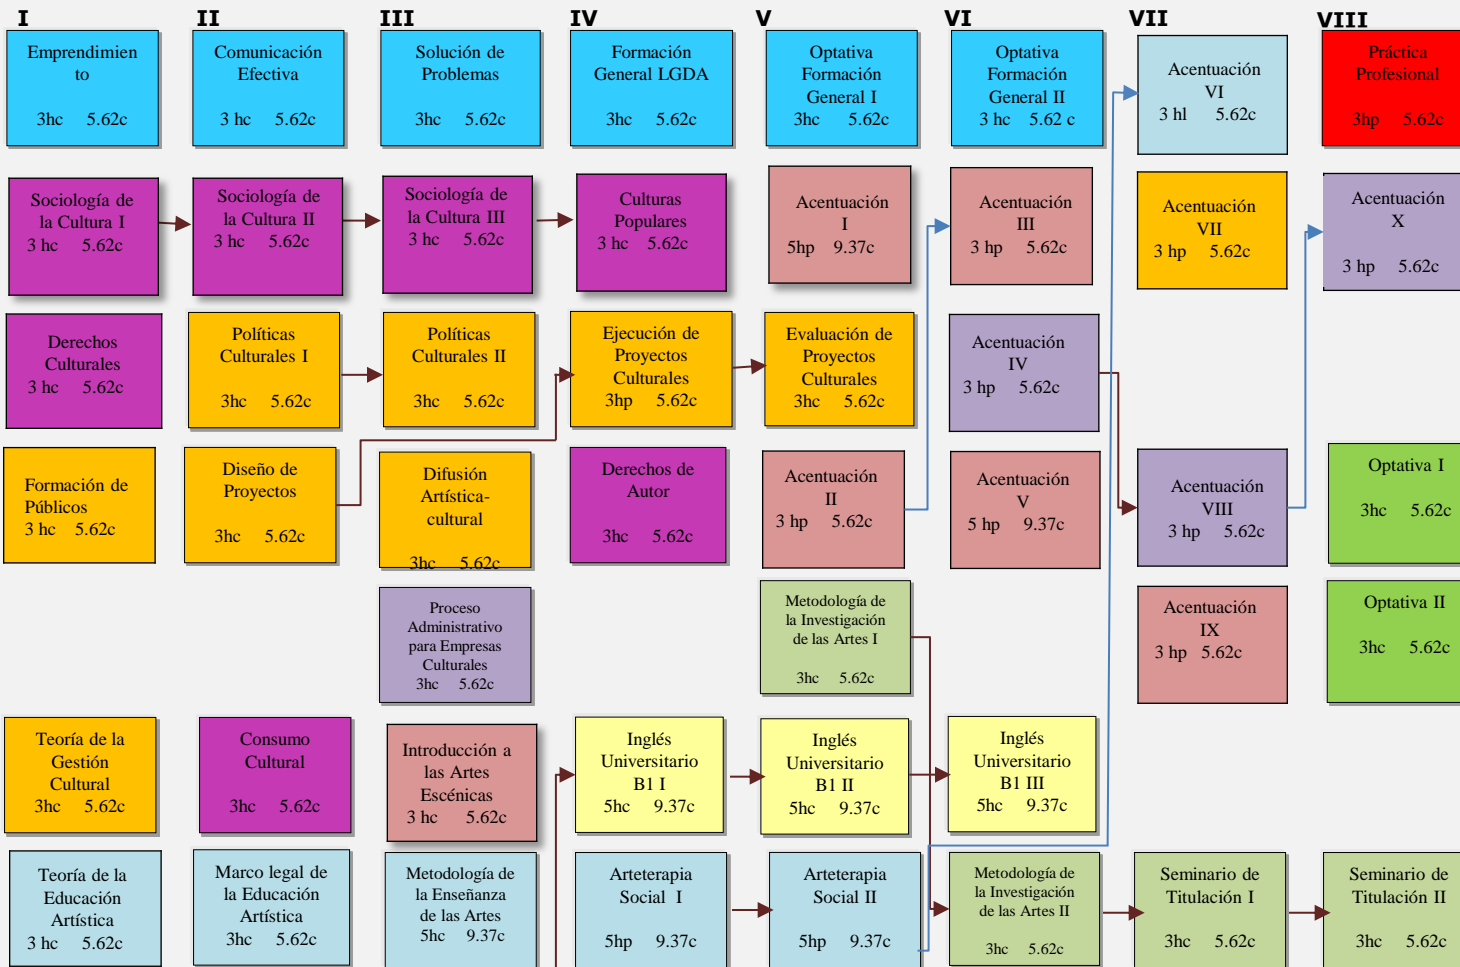 I II III IV V VI VII VIII
Emprendimien
to
3hc 5.62c
Comunicación
Efectiva
3 hc 5.62c
Solución de
Problemas
3hc 5.62c
Formación
General LGDA
3hc 5.62c
Optativa
Formación
General I
3hc 5.62c
Optativa
Formación
General II
3 hc 5.62 c
Acentuación
VI
3 hl 5.62c
Práctica
Profesional
3hp 5.62c
Sociología de
la Cultura I
3 hc 5.62c
Sociología de
la Cultura II
3 hc 5.62c
Sociología de
la Cultura III
3 hc 5.62c
Culturas
Populares
3 hc 5.62c
Acentuación
I
5hp 9.37c
Acentuación
III
3 hp 5.62c
Acentuación
VII
3 hp 5.62c
Acentuación
X
3 hp 5.62c
Derechos
Culturales
3 hc 5.62c
Políticas
Culturales I
3hc 5.62c
Políticas
Culturales II
3hc 5.62c
Ejecución de
Proyectos
Culturales
3hp 5.62c
Evaluación de
Proyectos
Culturales
3hc 5.62c
Acentuación
IV
3 hp 5.62c
Formación de
Públicos
3 hc 5.62c
Diseño de
Proyectos
3hc 5.62c
Difusión
Artística-
cultural
3hc 5.62c
Derechos de
Autor
3hc 5.62c
Acentuación
II
3 hp 5.62c
Acentuación
V
5 hp 9.37c
Acentuación
VIII
3 hp 5.62c
Optativa I
3hc 5.62c
Proceso
Administrativo
para Empresas
Culturales
3hc 5.62c
Metodología de
la Investigación
de las Artes I
3hc 5.62c
Acentuación
IX
3 hp 5.62c
Optativa II
3hc 5.62c
Teoría de la
Gestión
Cultural
3hc 5.62c
Consumo
Cultural
3hc 5.62c
Introducción a
las Artes
Escénicas
3 hc 5.62c
Inglés
Universitario
B1 I
5hc 9.37c
Inglés
Universitario
B1 II
5hc 9.37c
Inglés
Universitario
B1 III
5hc 9.37c
Teoría de la
Educación
Artística
3 hc 5.62c
Marco legal de
la Educación
Artística
3hc 5.62c
Metodología de
la Enseñanza
de las Artes
5hc 9.37c
Arteterapia
Social I
5hp 9.37c
Arteterapia
Social II
5hp 9.37c
Metodología de
la Investigación
de las Artes II
3hc 5.62c
Seminario de
Titulación I
3hc 5.62c
Seminario de
Titulación II
3hc 5.62c